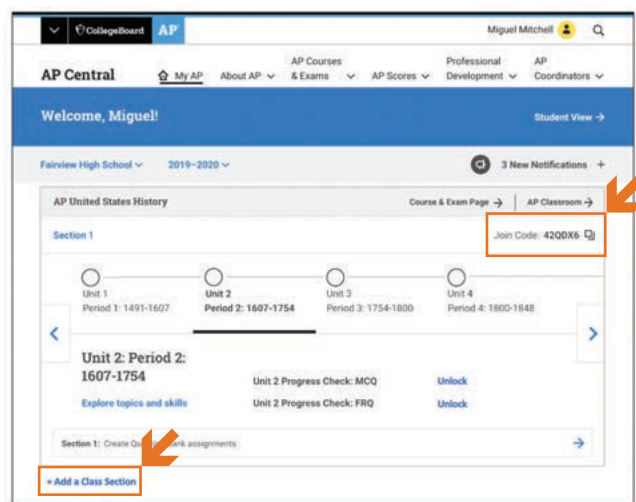 CollegeBoard AP
Miguel Mitchell
AP Central
My AP
About AP
AP Courses
& Exams
AP Scores
Professional
Development
AP
Coordinators
Welcome, Miguel!
Student View →
Fairview High School
2019–2020
3 New Notifications +
AP United States History
Course & Exam Page →
AP Classroom →
Section 1
Join Code: 42QDX6
Unit 1
Period 1: 1491-1607
Unit 2
Period 2: 1607-1754
Unit 3
Period 3: 1754-1800
Unit 4
Period 4: 1800-1848
Unit 2: Period 2:
1607-1754
Explore topics and skills
Unit 2 Progress Check: MCQ
Unlock
Unit 2 Progress Check: FRQ
Unlock
Section 1: Create assignments
+ Add a Class Section